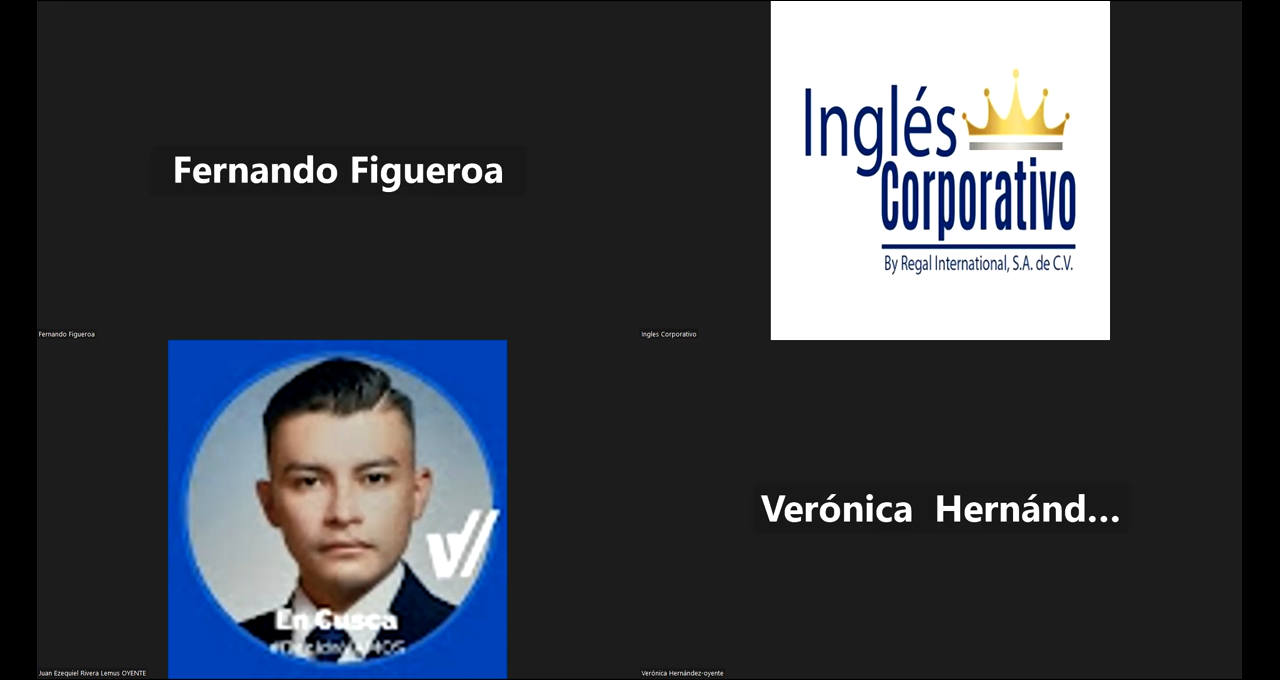 Fernando Figueroa
Fernando Figueroa
Inglés
Corporativo
By Regal International, S.A. de C.V.
Ingles Corporativo
En Cusca
Juan Ezequiel Rivera Lemus OYENTE
Verónica Hernánd...
Verónica Hernández-oyente